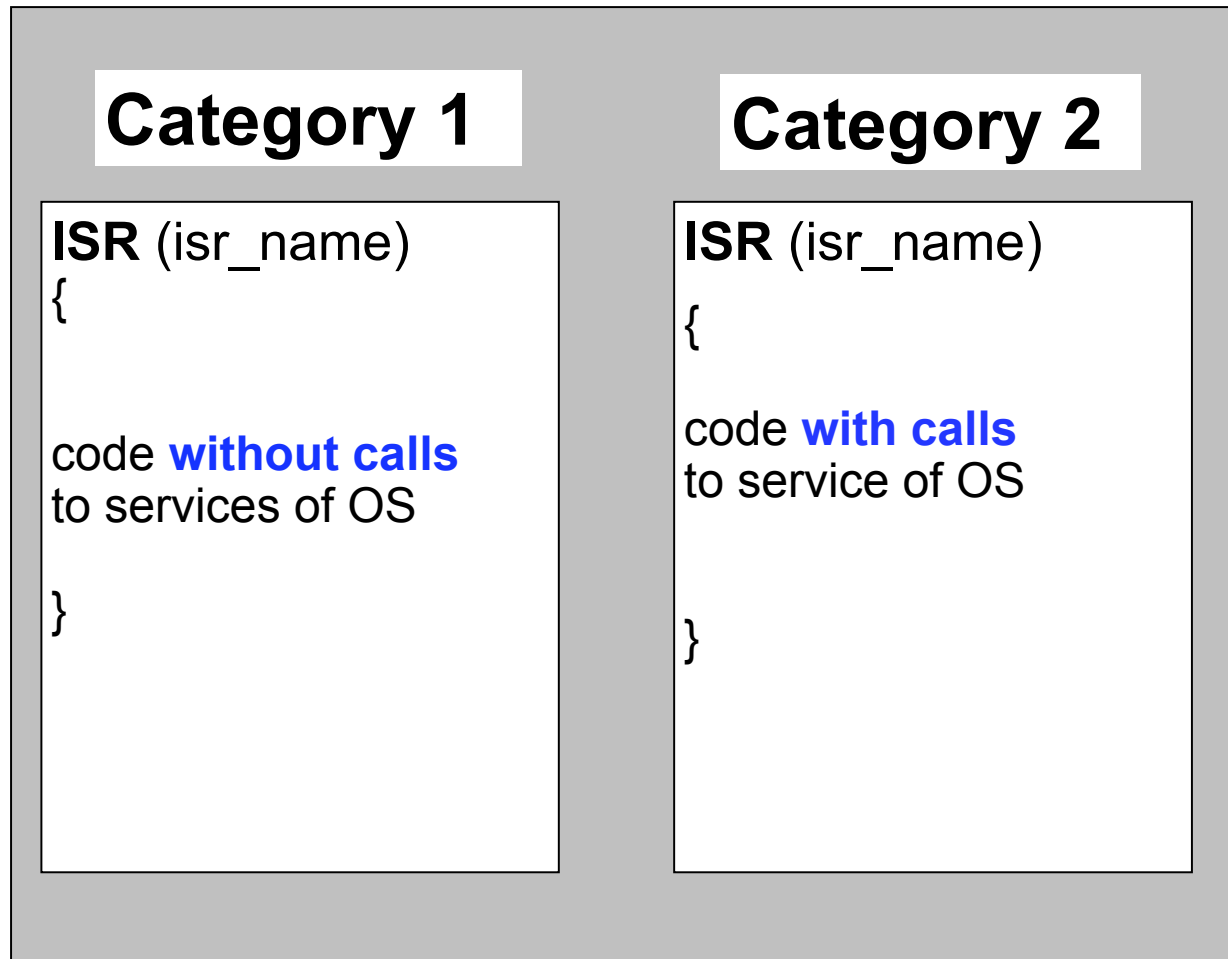 Category 1
ISR (isr_name)
{
code without calls
to services of OS
}
Category 2
ISR (isr_name)
{
code with calls
to service of OS
}